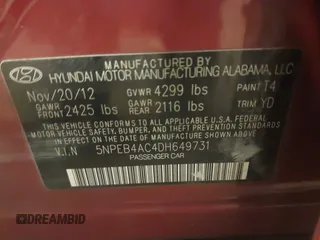 MFD BY
HYUNDAI MOTOR MANUFACTURING ALABAMA, LLC
Nov/20/12 GVWR 4299 lbs PAINT T4
GAWR FRONT 2425 lbs GAWR REAR 2116 lbs TRIM YD
THIS VEHICLE CONFORMS TO ALL APPLICABLE U.S.A. FEDERAL
MOTOR VEHICLE SAFETY, BUMPER, AND THEFT PREVENTION
STANDARDS IN EFFECT ON THE DATE OF MANUFACTURE SHOWN ABOVE.
V.I.N 5NPEB4AC4DH649731
PASSENGER CAR
DREAMBID